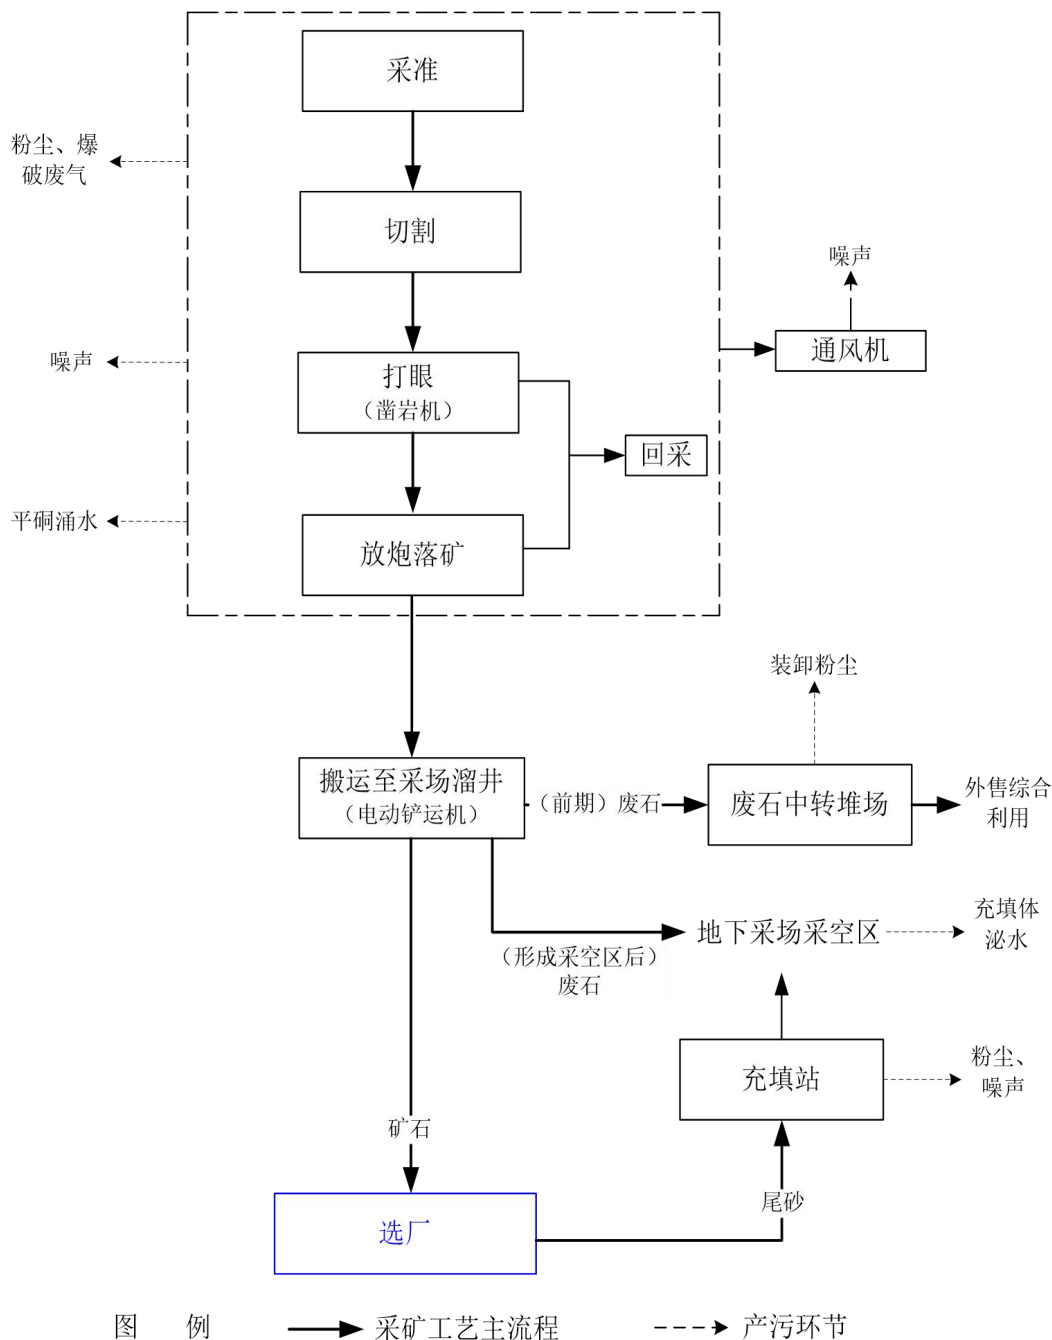 采准
粉尘、爆
破废气
切割
噪声
通风机
噪声
打眼
（凿岩机）
回采
平硐涌水
放炮落矿
装卸粉尘
搬运至采场溜井
（电动铲运机）
（前期）废石
废石中转堆场
外售综合
利用
地下采场采空区
充填体
泌水
（形成采空区后）
废石
充填站
粉尘、
噪声
矿石
尾砂
选厂
图 例
采矿工艺主流程
产污环节